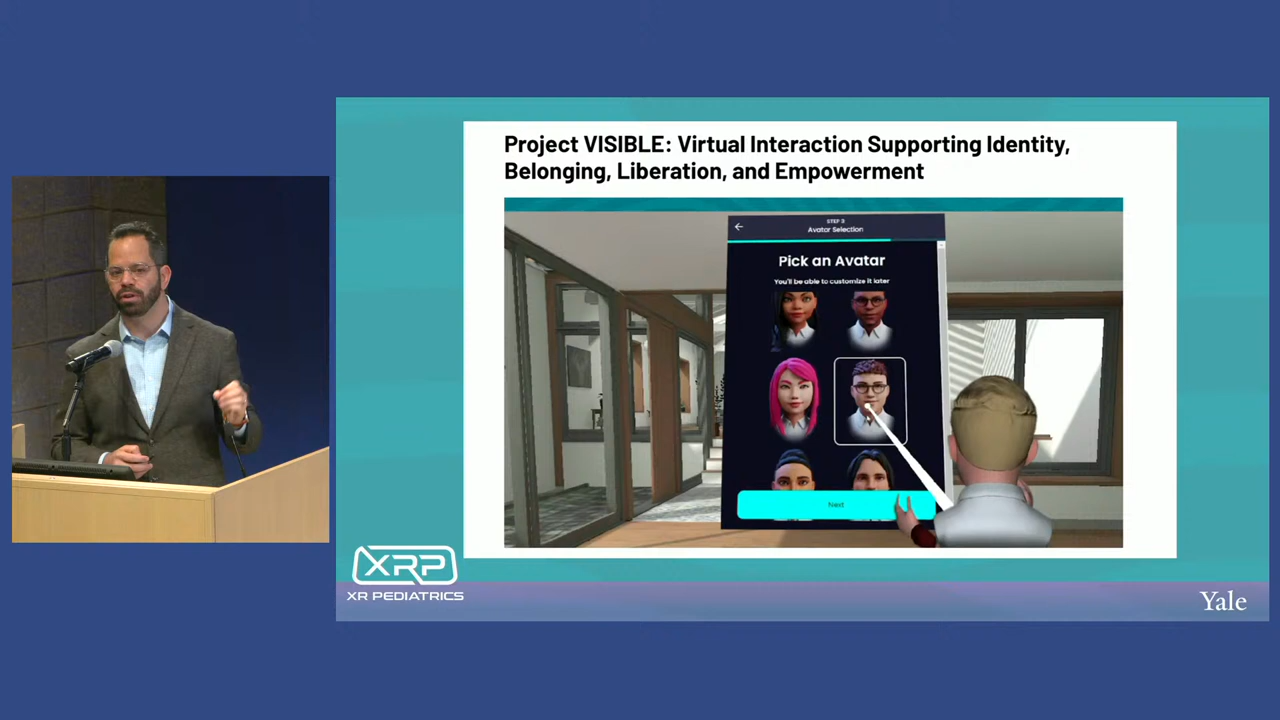 Project VISIBLE: Virtual Interaction Supporting Identity,
Belonging, Liberation, and Empowerment
STEP 3
Avatar Selection
Pick an Avatar
You'll be able to customize it later
Next
XRP
XR PEDIATRICS
Yale